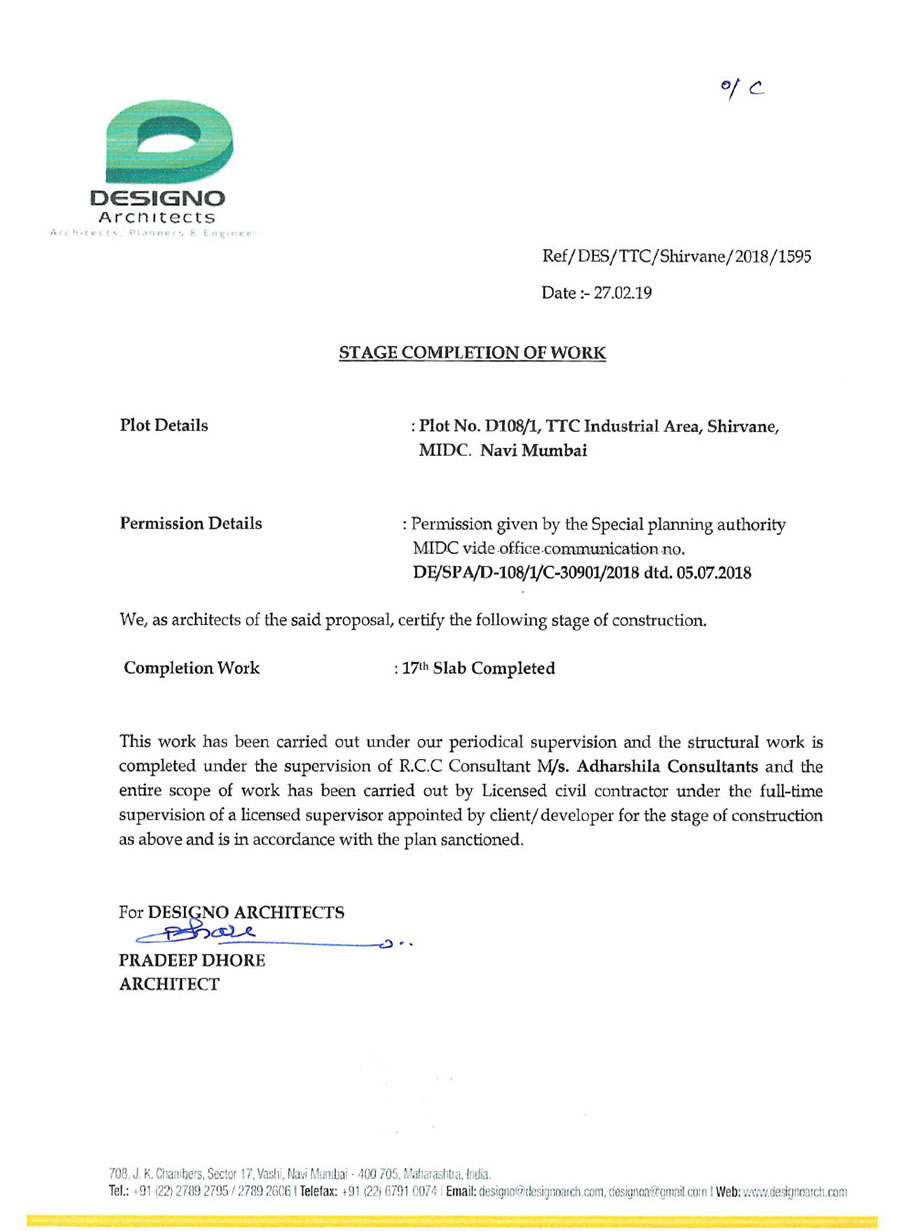 o/c
DESIGNO
Architects
Architects, Planners & Engineer
Ref/DES/TTC/Shirvane/2018/1595
Date :- 27.02.19
STAGE COMPLETION OF WORK
Plot Details : Plot No. D108/1, TTC Industrial Area, Shirvane,
MIDC. Navi Mumbai
Permission Details : Permission given by the Special planning authority
MIDC vide office communication no.
DE/SPA/D-108/1/C-30901/2018 dtd. 05.07.2018
We, as architects of the said proposal, certify the following stage of construction.
Completion Work : 17th Slab Completed
This work has been carried out under our periodical supervision and the structural work is
completed under the supervision of R.C.C Consultant M/s. Adharshila Consultants and the
entire scope of work has been carried out by Licensed civil contractor under the full-time
supervision of a licensed supervisor appointed by client/developer for the stage of construction
as above and is in accordance with the plan sanctioned.
For DESIGNO ARCHITECTS
PRADEEP DHORE
ARCHITECT
708, J. K. Chambers, Sector 17, Vashi, Navi Mumbai - 400 705, Maharashtra, India.
Tel.: +91 (22) 2789 2795 / 2789 2606 | Telefax: +91 (22) 6791 0074 | Email: designo@designoarch.com, designoa@gmail.com | Web: www.designoarch.com